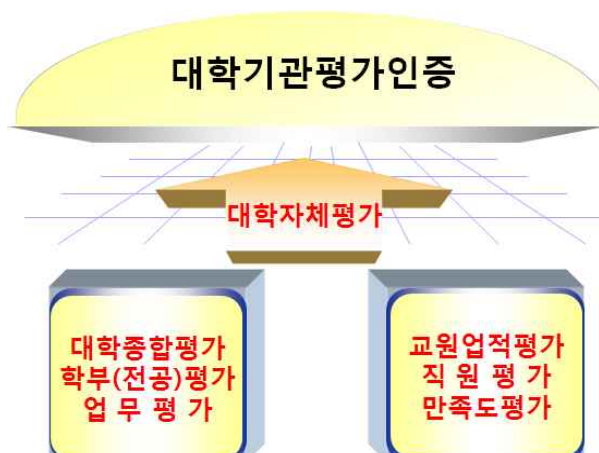 대학기관평가인증
대학자체평가
대학종합평가
학부(전공)평가
업 무 평 가
교원업적평가
직 원 평 가
만족도평가